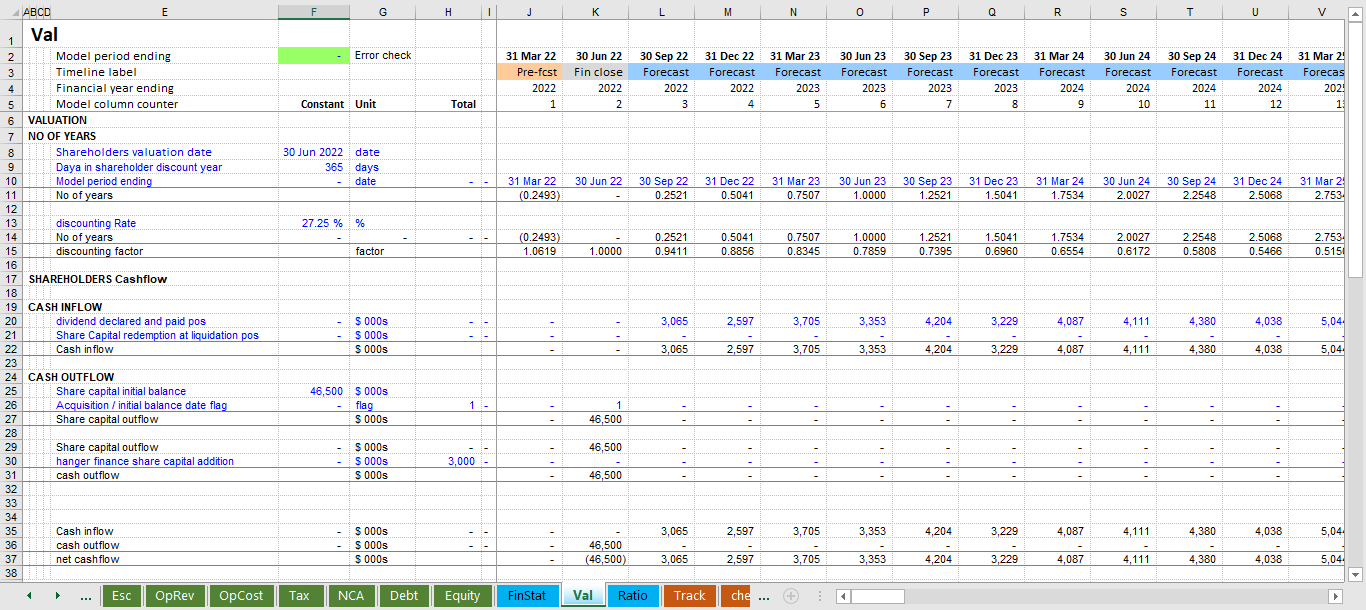 ABCD E F G H I J K L M N O P Q R S T U V
1 Val
2 Model period ending - Error check 31 Mar 22 30 Jun 22 30 Sep 22 31 Dec 22 31 Mar 23 30 Jun 23 30 Sep 23 31 Dec 23 31 Mar 24 30 Jun 24 30 Sep 24 31 Dec 24 31 Mar 2
3 Timeline label Pre-fcst Fin close Forecast Forecast Forecast Forecast Forecast Forecast Forecast Forecast Forecast Forecast Forecas
4 Financial year ending 2022 2022 2022 2022 2023 2023 2023 2023 2024 2024 2024 2024 202
5 Model column counter Constant Unit Total 1 2 3 4 5 6 7 8 9 10 11 12 1
6 VALUATION
7 NO OF YEARS
8 Shareholders valuation date 30 Jun 2022 date
9 Daya in shareholder discount year 365 days
10 Model period ending - date - - 31 Mar 22 30 Jun 22 30 Sep 22 31 Dec 22 31 Mar 23 30 Jun 23 30 Sep 23 31 Dec 23 31 Mar 24 30 Jun 24 30 Sep 24 31 Dec 24 31 Mar 2
11 No of years (0.2493) - 0.2521 0.5041 0.7507 1.0000 1.2521 1.5041 1.7534 2.0027 2.2548 2.5068 2.753
12
13 discounting Rate 27.25 % %
14 No of years - - - - (0.2493) - 0.2521 0.5041 0.7507 1.0000 1.2521 1.5041 1.7534 2.0027 2.2548 2.5068 2.753
15 discounting factor factor 1.0619 1.0000 0.9411 0.8856 0.8345 0.7859 0.7395 0.6960 0.6554 0.6172 0.5808 0.5466 0.515
16
17 SHAREHOLDERS Cashflow
18
19 CASH INFLOW
20 dividend declared and paid pos - $ 000s - - - - 3,065 2,597 3,705 3,353 4,204 3,229 4,087 4,111 4,380 4,038 5,04
21 Share Capital redemption at liquidation pos - $ 000s - - - - - - - - - - - - - - -
22 Cash inflow $ 000s - - 3,065 2,597 3,705 3,353 4,204 3,229 4,087 4,111 4,380 4,038 5,04
23
24 CASH OUTFLOW
25 Share capital initial balance 46,500 $ 000s
26 Acquisition / initial balance date flag - flag 1 - - 1 - - - - - - - - - -
27 Share capital outflow $ 000s - 46,500 - - - - - - - - - -
28
29 Share capital outflow - $ 000s - - - 46,500 - - - - - - - - - -
30 hanger finance share capital addition - $ 000s 3,000 - - - - - - - - - - - - -
31 cash outflow $ 000s - 46,500 - - - - - - - - - -
32
33
34
35 Cash inflow - $ 000s - - - - 3,065 2,597 3,705 3,353 4,204 3,229 4,087 4,111 4,380 4,038 5,04
36 cash outflow - $ 000s - - - 46,500 - - - - - - - - - -
37 net cashflow $ 000s - (46,500) 3,065 2,597 3,705 3,353 4,204 3,229 4,087 4,111 4,380 4,038 5,04
38
... Esc OpRev OpCost Tax NCA Debt Equity FinStat Val Ratio Track che ...